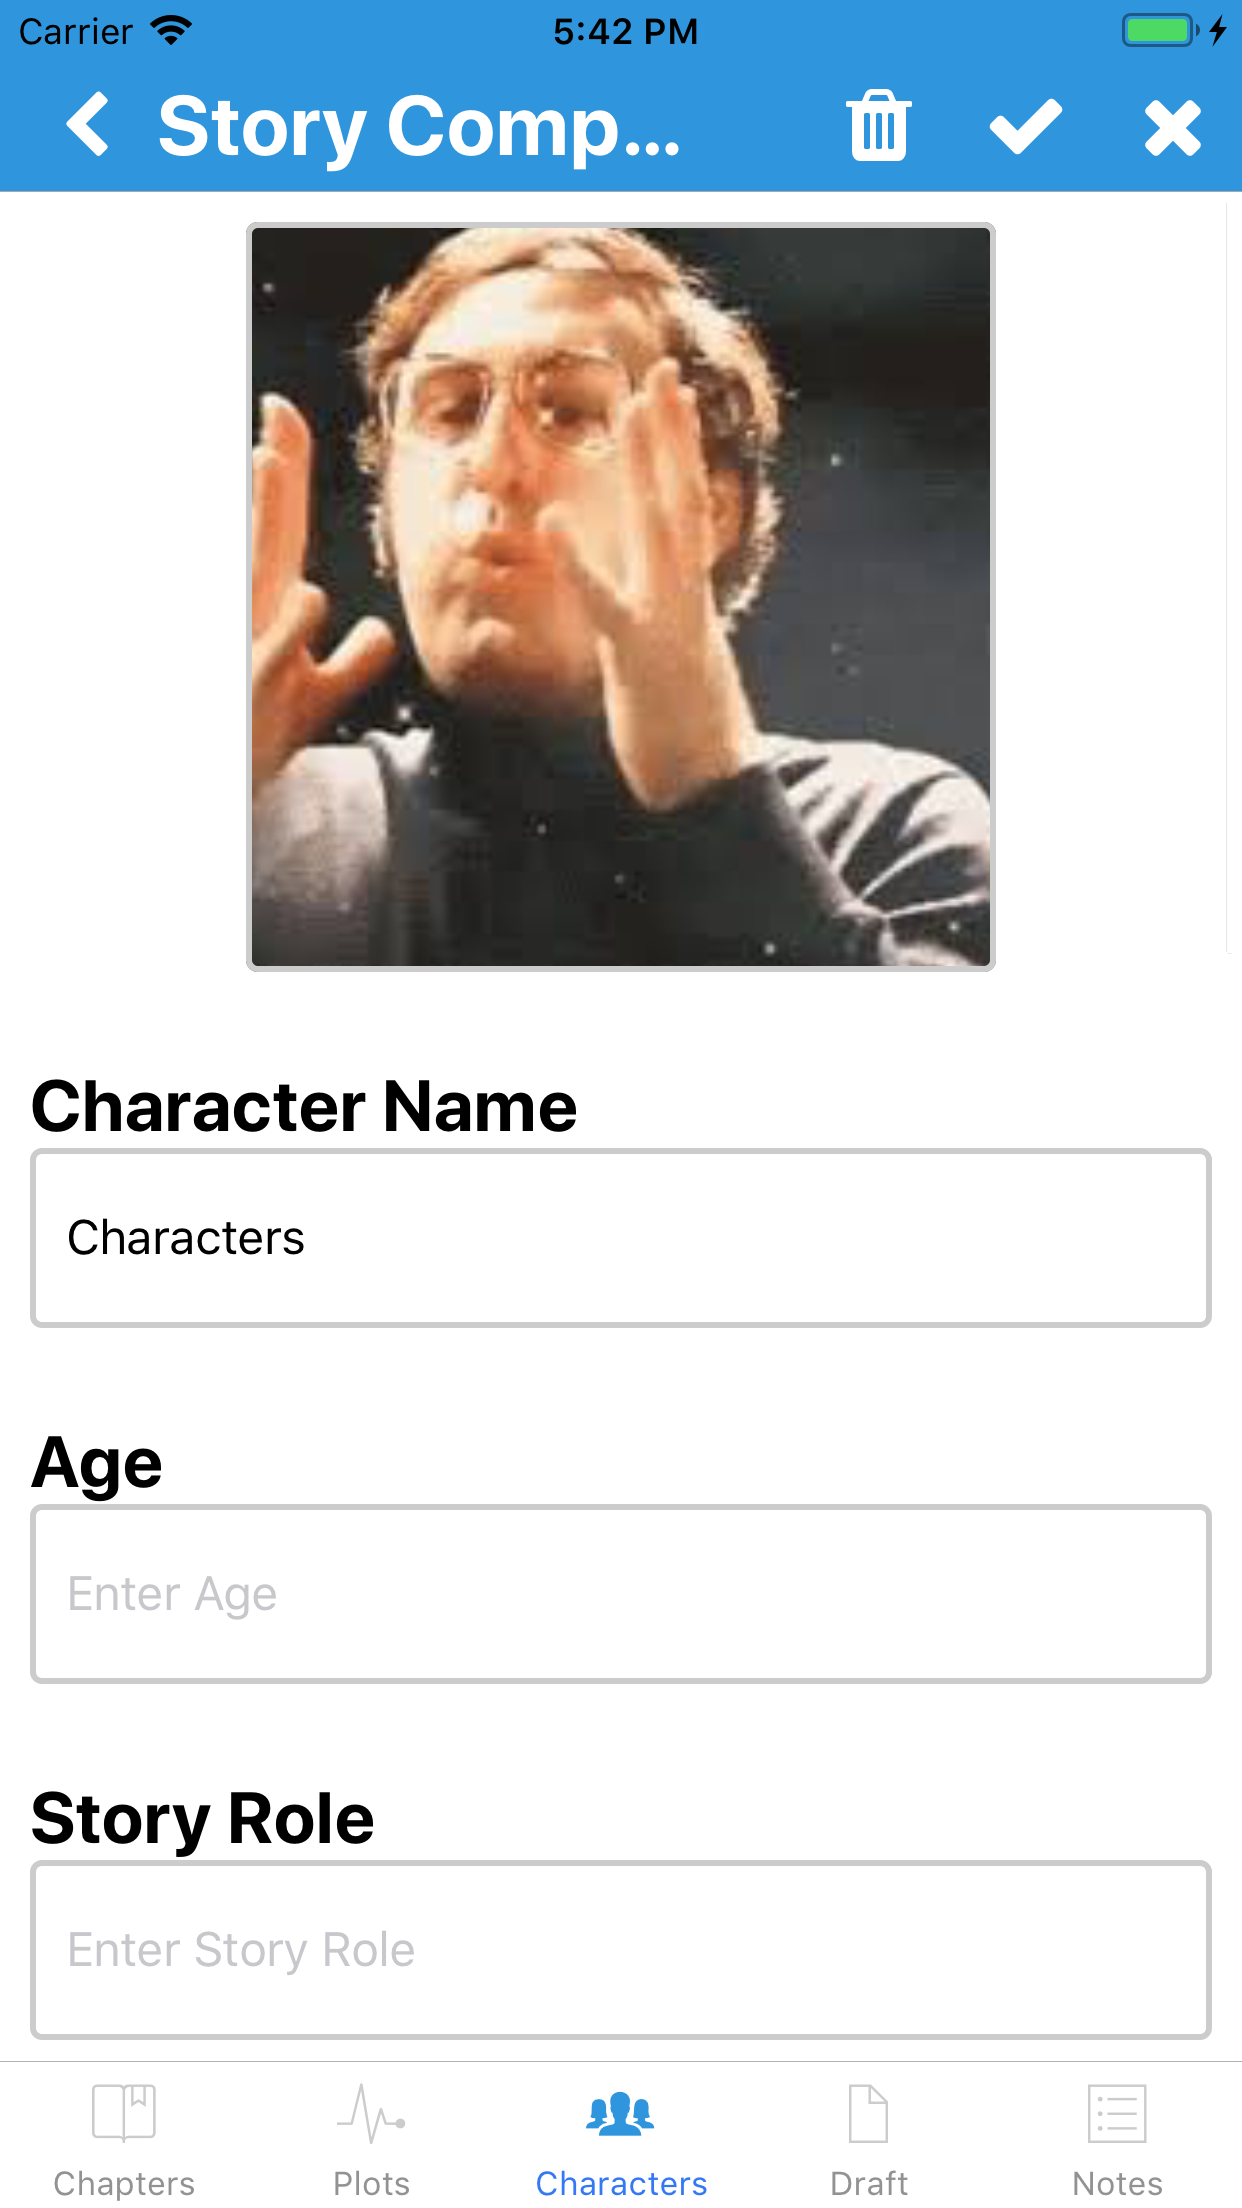 Carrier 5:42 PM
Story Comp...
Character Name
Characters
Age
Enter Age
Story Role
Enter Story Role
Chapters Plots Characters Draft Notes